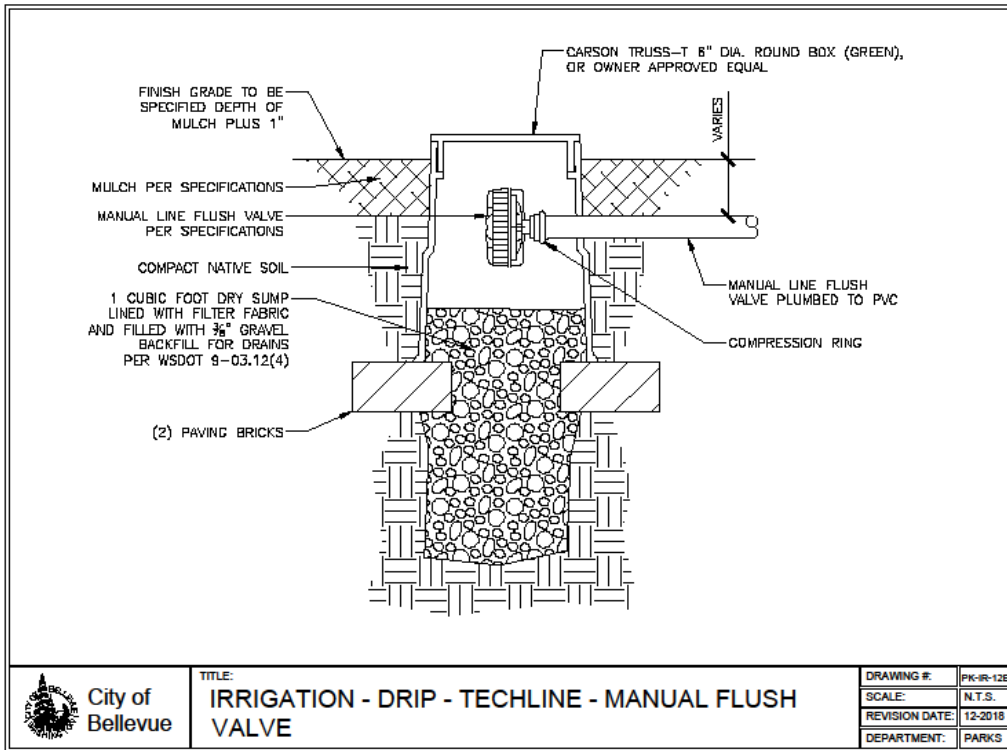 CARSON TRUSS-T 6" DIA. ROUND BOX (GREEN),
OR OWNER APPROVED EQUAL
FINISH GRADE TO BE
SPECIFIED DEPTH OF
MULCH PLUS 1"
VARIES
MULCH PER SPECIFICATIONS
MANUAL LINE FLUSH VALVE
PER SPECIFICATIONS
COMPACT NATIVE SOIL
1 CUBIC FOOT DRY SUMP
LINED WITH FILTER FABRIC
AND FILLED WITH ⅜" GRAVEL
BACKFILL FOR DRAINS
PER WSDOT 9-03.12(4)
MANUAL LINE FLUSH
VALVE PLUMBED TO PVC
COMPRESSION RING
(2) PAVING BRICKS
City of
Bellevue
TITLE:
IRRIGATION - DRIP - TECHLINE - MANUAL FLUSH
VALVE
DRAWING #: PK-IR-12E
SCALE: N.T.S.
REVISION DATE: 12-2018
DEPARTMENT: PARKS